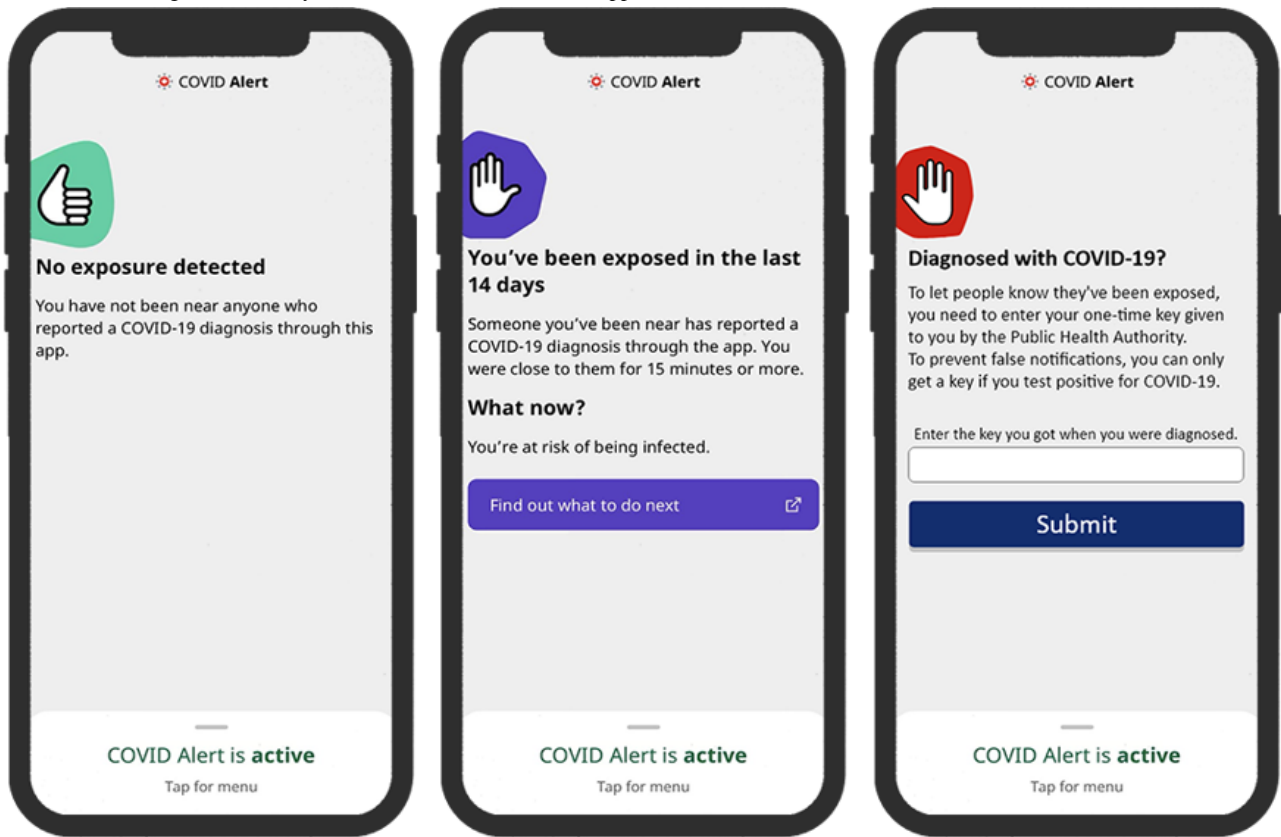 COVID Alert
No exposure detected
You have not been near anyone who
reported a COVID-19 diagnosis through this
app.
COVID Alert is active
Tap for menu
COVID Alert
You've been exposed in the last
14 days
Someone you've been near has reported a
COVID-19 diagnosis through the app. You
were close to them for 15 minutes or more.
What now?
You're at risk of being infected.
Find out what to do next
COVID Alert is active
Tap for menu
COVID Alert
Diagnosed with COVID-19?
To let people know they've been exposed,
you need to enter your one-time key given
to you by the Public Health Authority.
To prevent false notifications, you can only
get a key if you test positive for COVID-19.
Enter the key you got when you were diagnosed.
Submit
COVID Alert is active
Tap for menu